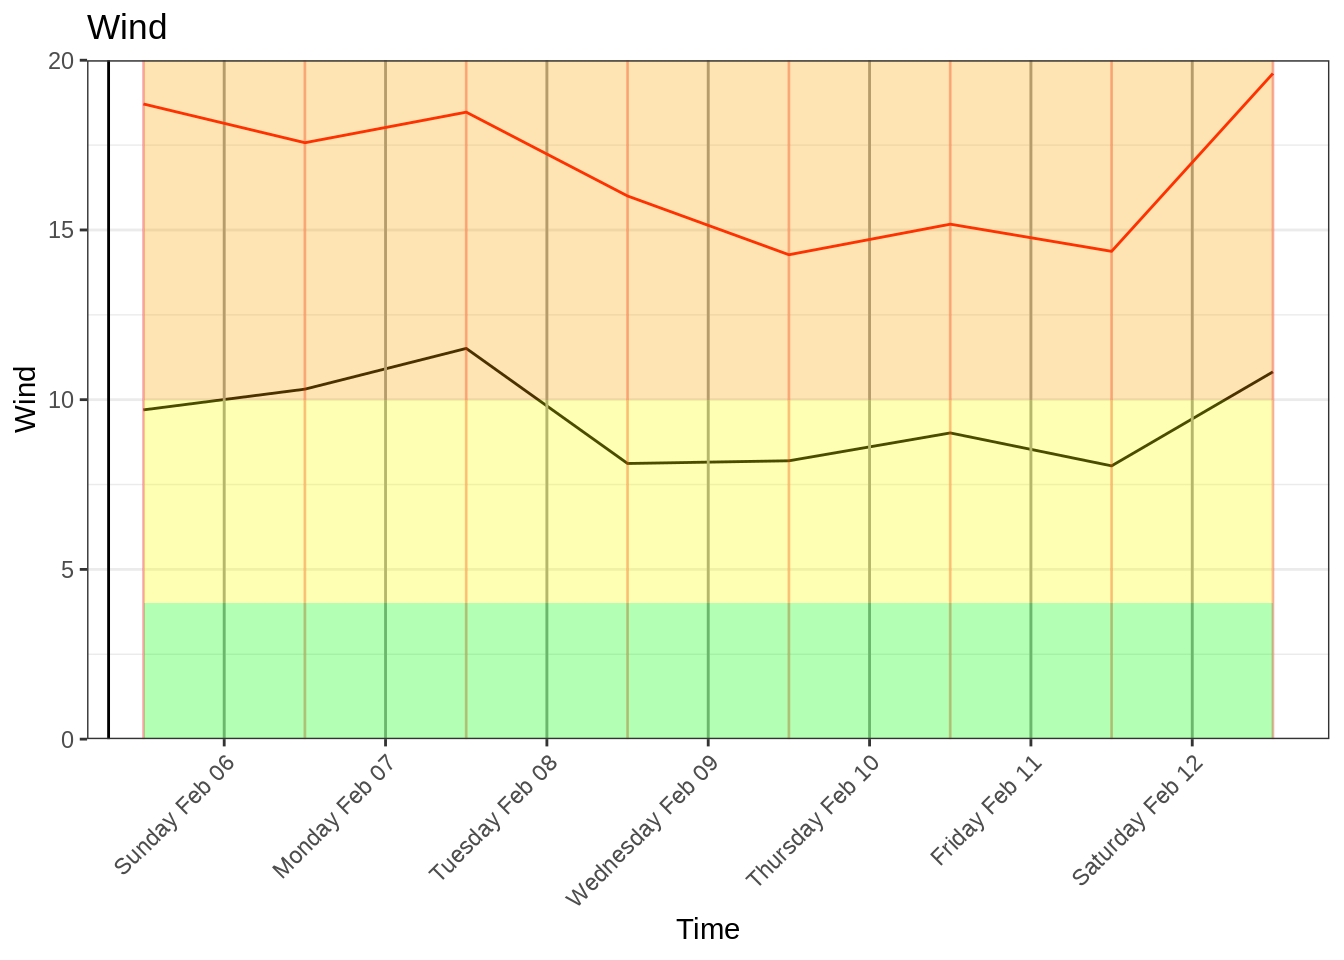 Wind
20
15
10
5
0
Wind
Sunday Feb 06
Monday Feb 07
Tuesday Feb 08
Wednesday Feb 09
Thursday Feb 10
Friday Feb 11
Saturday Feb 12
Time